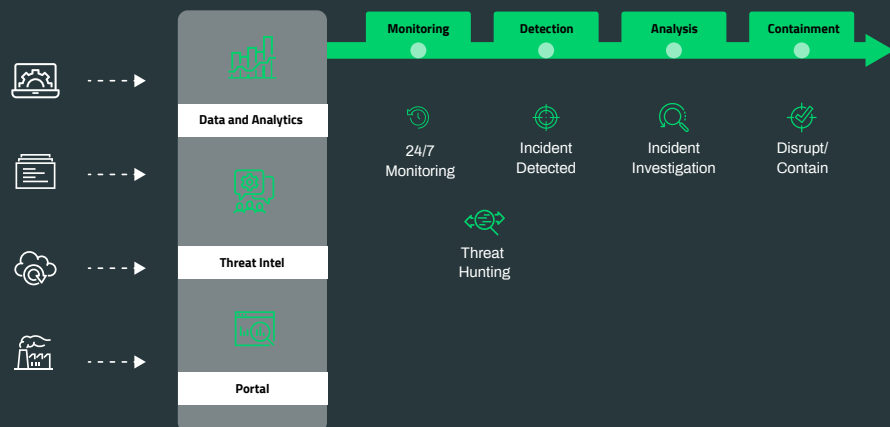 Monitoring
Detection
Analysis
Containment
Data and Analytics
Threat Intel
Portal
24/7
Monitoring
Incident
Detected
Incident
Investigation
Disrupt/
Contain
Threat
Hunting